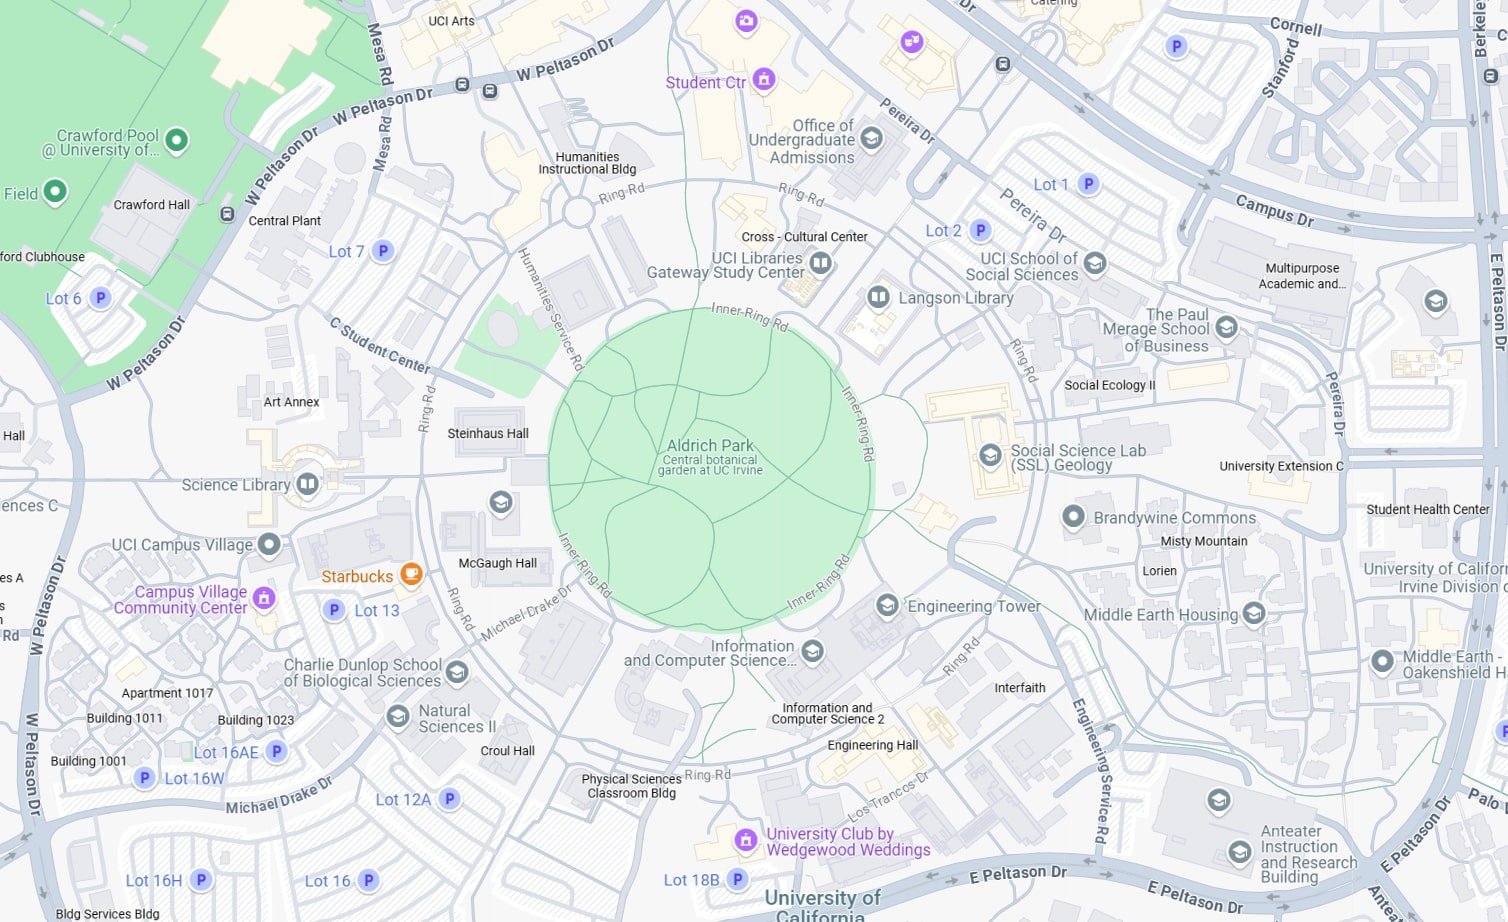 UCI Arts
Catering
Cornell
Stanford
Berkeley
Mesa Rd
W Peltason Dr
Student Ctr
Pereira Dr
Dr
W Peltason Dr
Office of
Undergraduate
Admissions
Crawford Pool
@ University of...
Mesa Rd
Humanities
Instructional Bldg
W Peltason Dr
Field
Crawford Hall
Central Plant
Ring Rd
Ring Rd
Lot 1
P
Pereira Dr
Campus Dr
Lot 2
P
P
Cross - Cultural Center
UCI Libraries
Gateway Study Center
UCI School of
Social Sciences
Multipurpose
Academic and...
E Peltason Dr
ford Clubhouse
Lot 7
P
Lot 6
P
Humanities Service Rd
Langson Library
Inner-Ring Rd
The Paul
Merage School
of Business
Ring Rd
C Student Center
W Peltason Dr
Social Ecology II
Pereira Dr
Art Annex
Ring Rd
Steinhaus Hall
Inner-Ring Rd
Aldrich Park
Central botanical
garden at UC Irvine
Hall
Social Science Lab
(SSL) Geology
University Extension C
Science Library
ences C
Student Health Center
Brandywine Commons
Misty Mountain
UCI Campus Village
McGaugh Hall
Lorien
Starbucks
es A
University of Califor
Irvine Division o
Inner-Ring Rd
Inner-Ring Rd
Campus Village
Community Center
P
Lot 13
Ring Rd
Michael Drake Dr
Engineering Tower
Middle Earth Housing
s
n
Rd
W Peltason Dr
Information
and Computer Science...
Ring Rd
Middle Earth -
Oakenshield H
Charlie Dunlop School
of Biological Sciences
Interfaith
Apartment 1017
Building 1011
Building 1023
Natural
Sciences II
Information and
Computer Science 2
Engineering Service Rd
W Peltason Dr
Lot 16AE
P
Croul Hall
Engineering Hall
P
Building 1001
P
Lot 16W
Physical Sciences
Classroom Bldg
Ring Rd
Los Trancos Dr
Michael Drake Dr
Lot 12A
P
Palo
University Club by
Wedgewood Weddings
Anteater
Instruction
and Research
Building
E Peltason Dr
Lot 16H
P
Lot 16
P
Lot 18B
P
E Peltason Dr
E Peltason Dr
University of
California
Anteater
Bldg Services Bldg